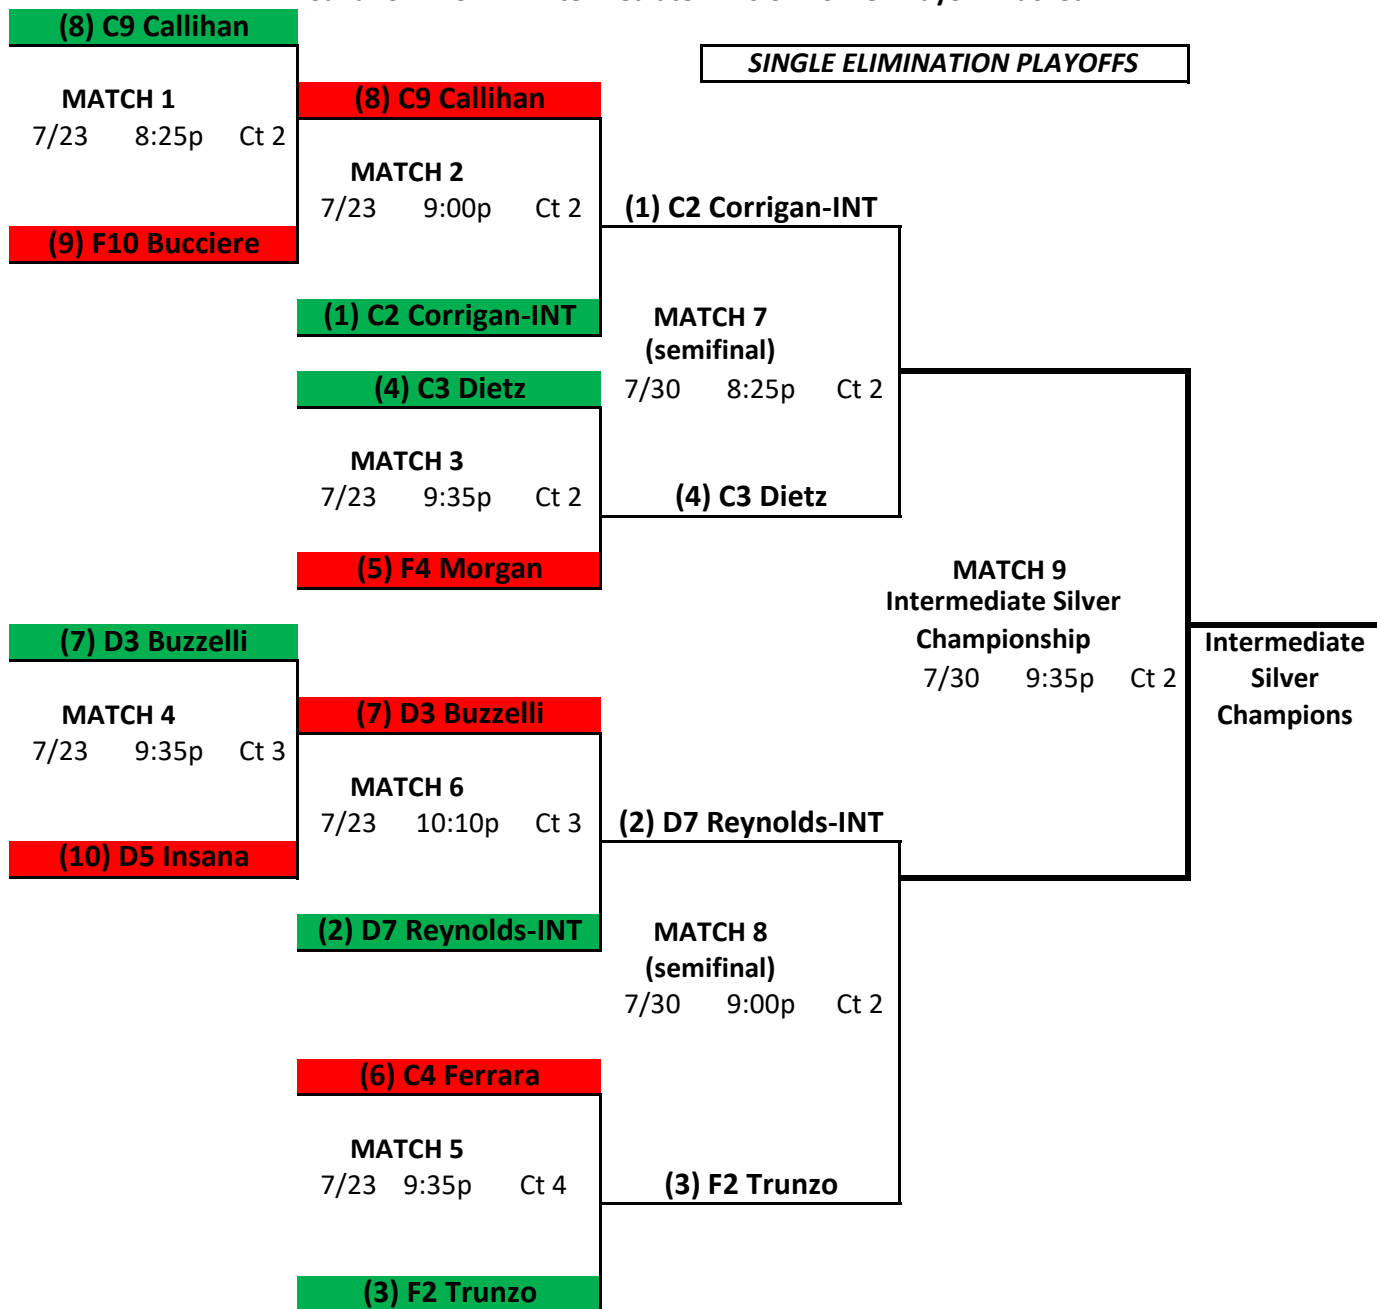 (8) C9 Callihan
SINGLE ELIMINATION PLAYOFFS
MATCH 1
7/23 8:25p Ct 2
(8) C9 Callihan
MATCH 2
7/23 9:00p Ct 2
(1) C2 Corrigan-INT
(9) F10 Bucciere
(1) C2 Corrigan-INT
MATCH 7
(semifinal)
7/30 8:25p Ct 2
(4) C3 Dietz
MATCH 3
7/23 9:35p Ct 2
(4) C3 Dietz
(5) F4 Morgan
MATCH 9
Intermediate Silver
Championship
7/30 9:35p Ct 2
Intermediate
Silver
Champions
(7) D3 Buzzelli
MATCH 4
7/23 9:35p Ct 3
(7) D3 Buzzelli
MATCH 6
7/23 10:10p Ct 3
(2) D7 Reynolds-INT
(10) D5 Insana
(2) D7 Reynolds-INT
MATCH 8
(semifinal)
7/30 9:00p Ct 2
(6) C4 Ferrara
MATCH 5
7/23 9:35p Ct 4
(3) F2 Trunzo
(3) F2 Trunzo